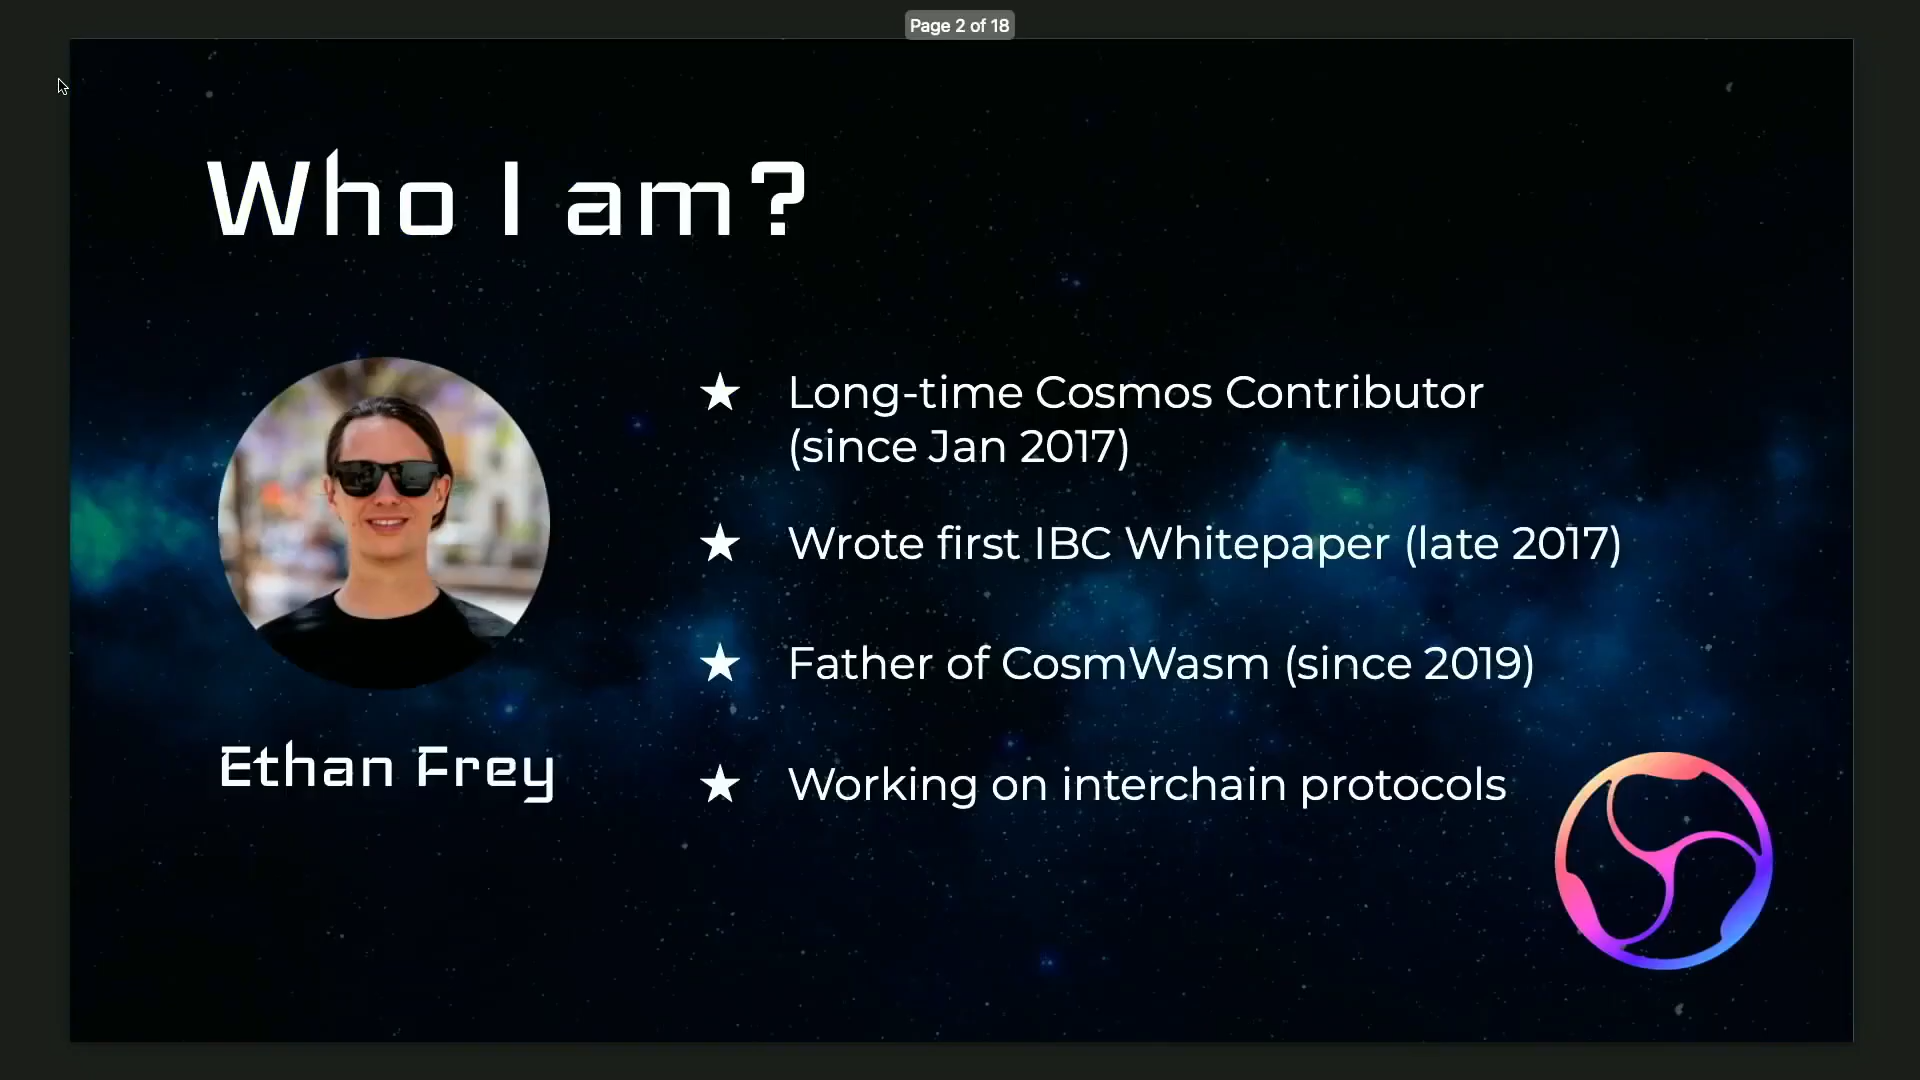 Page 2 of 18
Who I am?
★ Long-time Cosmos Contributor
(since Jan 2017)
★ Wrote first IBC Whitepaper (late 2017)
★ Father of CosmWasm (since 2019)
★ Working on interchain protocols
Ethan Frey